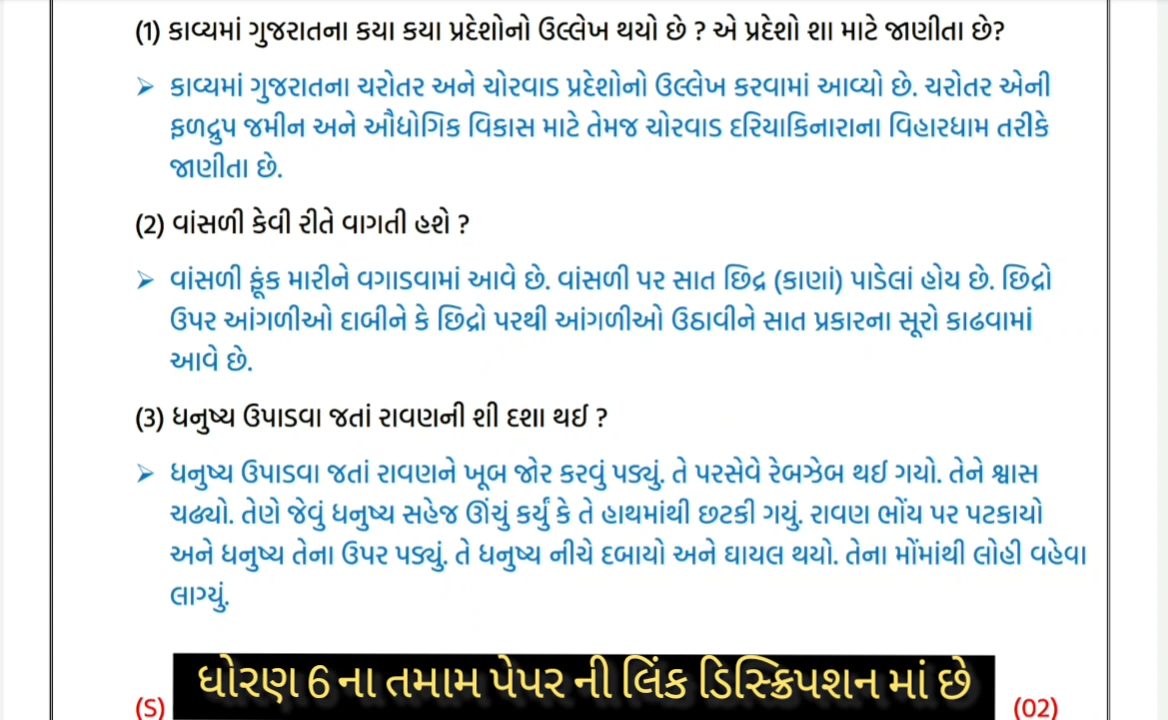 (1) કાવ્યમાં ગુજરાતના કયા કયા પ્રદેશોનો ઉલ્લેખ થયો છે ? એ પ્રદેશો શા માટે જાણીતા છે?
➢ કાવ્યમાં ગુજરાતના ચરોતર અને ચોરવાડ પ્રદેશોનો ઉલ્લેખ કરવામાં આવ્યો છે. ચરોતર એની
ફળદ્રુપ જમીન અને ઔદ્યોગિક વિકાસ માટે તેમજ ચોરવાડ દરિયાકિનારાના વિહારધામ તરીકે
જાણીતા છે.
(2) વાંસળી કેવી રીતે વાગતી હશે ?
➢ વાંસળી ફૂંક મારીને વગાડવામાં આવે છે. વાંસળી પર સાત છિદ્ર (કાણાં) પાડેલાં હોય છે. છિદ્રો
ઉપર આંગળીઓ દાબીને કે છિદ્રો પરથી આંગળીઓ ઉઠાવીને સાત પ્રકારના સૂરો કાઢવામાં
આવે છે.
(3) ધનુષ્ય ઉપાડવા જતાં રાવણની શી દશા થઈ ?
➢ ધનુષ્ય ઉપાડવા જતાં રાવણને ખૂબ જોર કરવું પડ્યું. તે પરસેવે રેબઝેબ થઈ ગયો. તેને શ્વાસ
ચઢ્યો. તેણે જેવું ધનુષ્ય સહેજ ઊંચું કર્યું કે તે હાથમાંથી છટકી ગયું. રાવણ ભોંય પર પટકાયો
અને ધનુષ્ય તેના ઉપર પડ્યું. તે ધનુષ્ય નીચે દબાયો અને ઘાયલ થયો. તેના મોંમાંથી લોહી વહેવા
લાગ્યું.
(S) ધોરણ 6 ના તમામ પેપર ની લિંક ડિસ્ક્રિપશન માં છે (02)